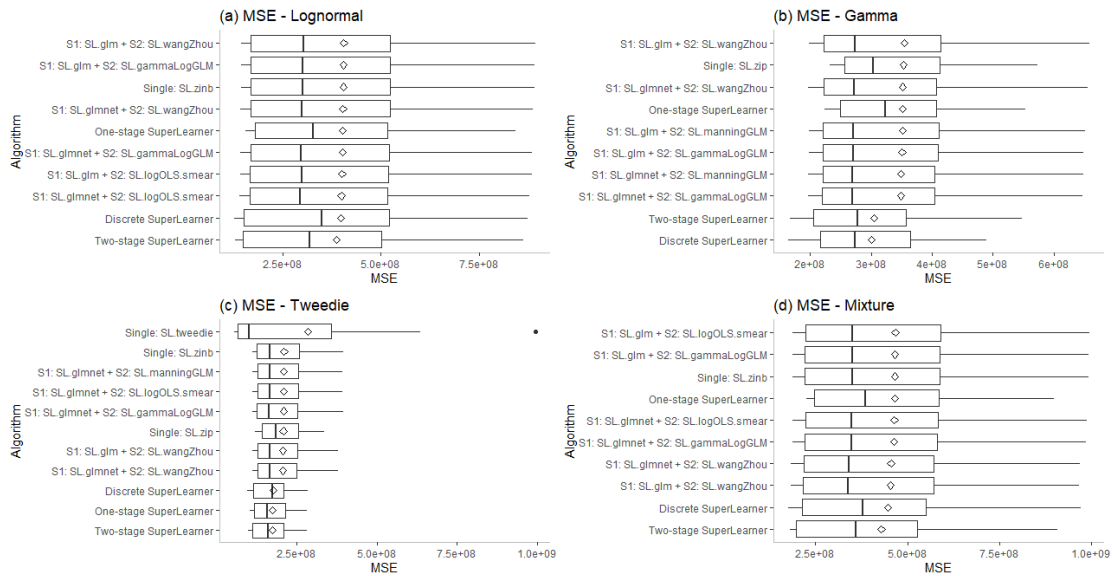 (a) MSE - Lognormal
Algorithm
S1: SL.glm + S2: SL.wangZhou
S1: SL.glm + S2: SL.gammaLogGLM
Single: SL.zinb
S1: SL.glmnet + S2: SL.wangZhou
One-stage SuperLearner
S1: SL.glmnet + S2: SL.gammaLogGLM
S1: SL.glm + S2: SL.logOLS.smear
S1: SL.glmnet + S2: SL.logOLS.smear
Discrete SuperLearner
Two-stage SuperLearner
2.5e+08 5.0e+08 7.5e+08
MSE
(b) MSE - Gamma
Algorithm
S1: SL.glm + S2: SL.wangZhou
Single: SL.zip
S1: SL.glmnet + S2: SL.wangZhou
One-stage SuperLearner
S1: SL.glm + S2: SL.manningGLM
S1: SL.glm + S2: SL.gammaLogGLM
S1: SL.glmnet + S2: SL.manningGLM
S1: SL.glmnet + S2: SL.gammaLogGLM
Two-stage SuperLearner
Discrete SuperLearner
2e+08 3e+08 4e+08 5e+08 6e+08
MSE
(c) MSE - Tweedie
Algorithm
Single: SL.tweedie
Single: SL.zinb
S1: SL.glmnet + S2: SL.manningGLM
S1: SL.glmnet + S2: SL.logOLS.smear
S1: SL.glmnet + S2: SL.gammaLogGLM
Single: SL.zip
S1: SL.glm + S2: SL.wangZhou
S1: SL.glmnet + S2: SL.wangZhou
Discrete SuperLearner
One-stage SuperLearner
Two-stage SuperLearner
2.5e+08 5.0e+08 7.5e+08 1.0e+09
MSE
(d) MSE - Mixture
Algorithm
S1: SL.glm + S2: SL.logOLS.smear
S1: SL.glm + S2: SL.gammaLogGLM
Single: SL.zinb
One-stage SuperLearner
S1: SL.glmnet + S2: SL.logOLS.smear
S1: SL.glmnet + S2: SL.gammaLogGLM
S1: SL.glmnet + S2: SL.wangZhou
S1: SL.glm + S2: SL.wangZhou
Discrete SuperLearner
Two-stage SuperLearner
2.5e+08 5.0e+08 7.5e+08 1.0e+09
MSE